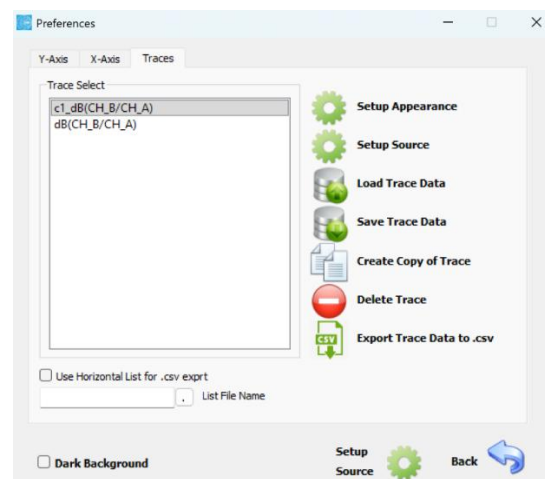 Preferences
Y-Axis X-Axis Traces
Trace Select
c1_dB(CH_B/CH_A)
dB(CH_B/CH_A)
Setup Appearance
Setup Source
Load Trace Data
Save Trace Data
Create Copy of Trace
Delete Trace
CSV
Export Trace Data to .csv
Use Horizontal List for .csv exprt
. List File Name
Dark Background
Setup
Source
Back